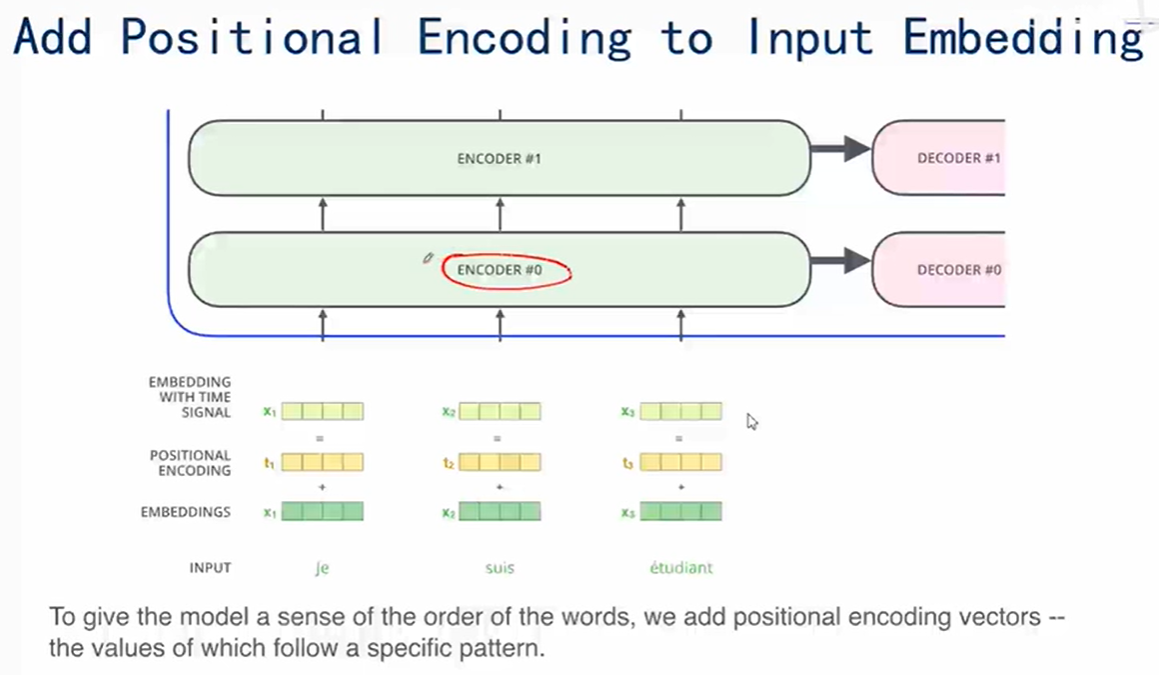 Add Positional Encoding to Input Embedding
ENCODER #1
DECODER #1
ENCODER #0
DECODER #0
EMBEDDING
WITH TIME
SIGNAL
x₁
x₂
x₃
=
=
=
POSITIONAL
ENCODING
t₁
t₂
t₃
+
+
+
EMBEDDINGS
x₁
x₂
x₃
INPUT
je
suis
étudiant
To give the model a sense of the order of the words, we add positional encoding vectors --
the values of which follow a specific pattern.